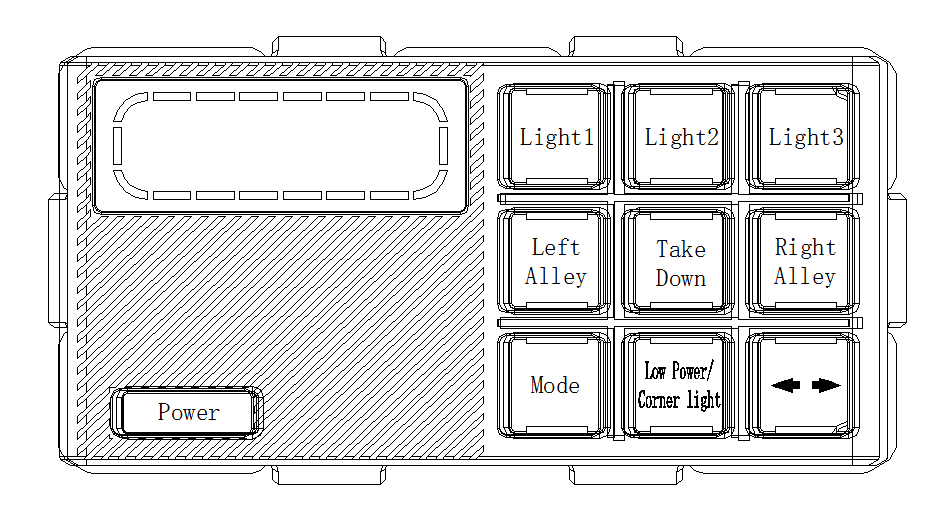 Light1
Light2
Light3
Left
Alley
Take
Down
Right
Alley
Mode
Low Power/
Corner light
Power